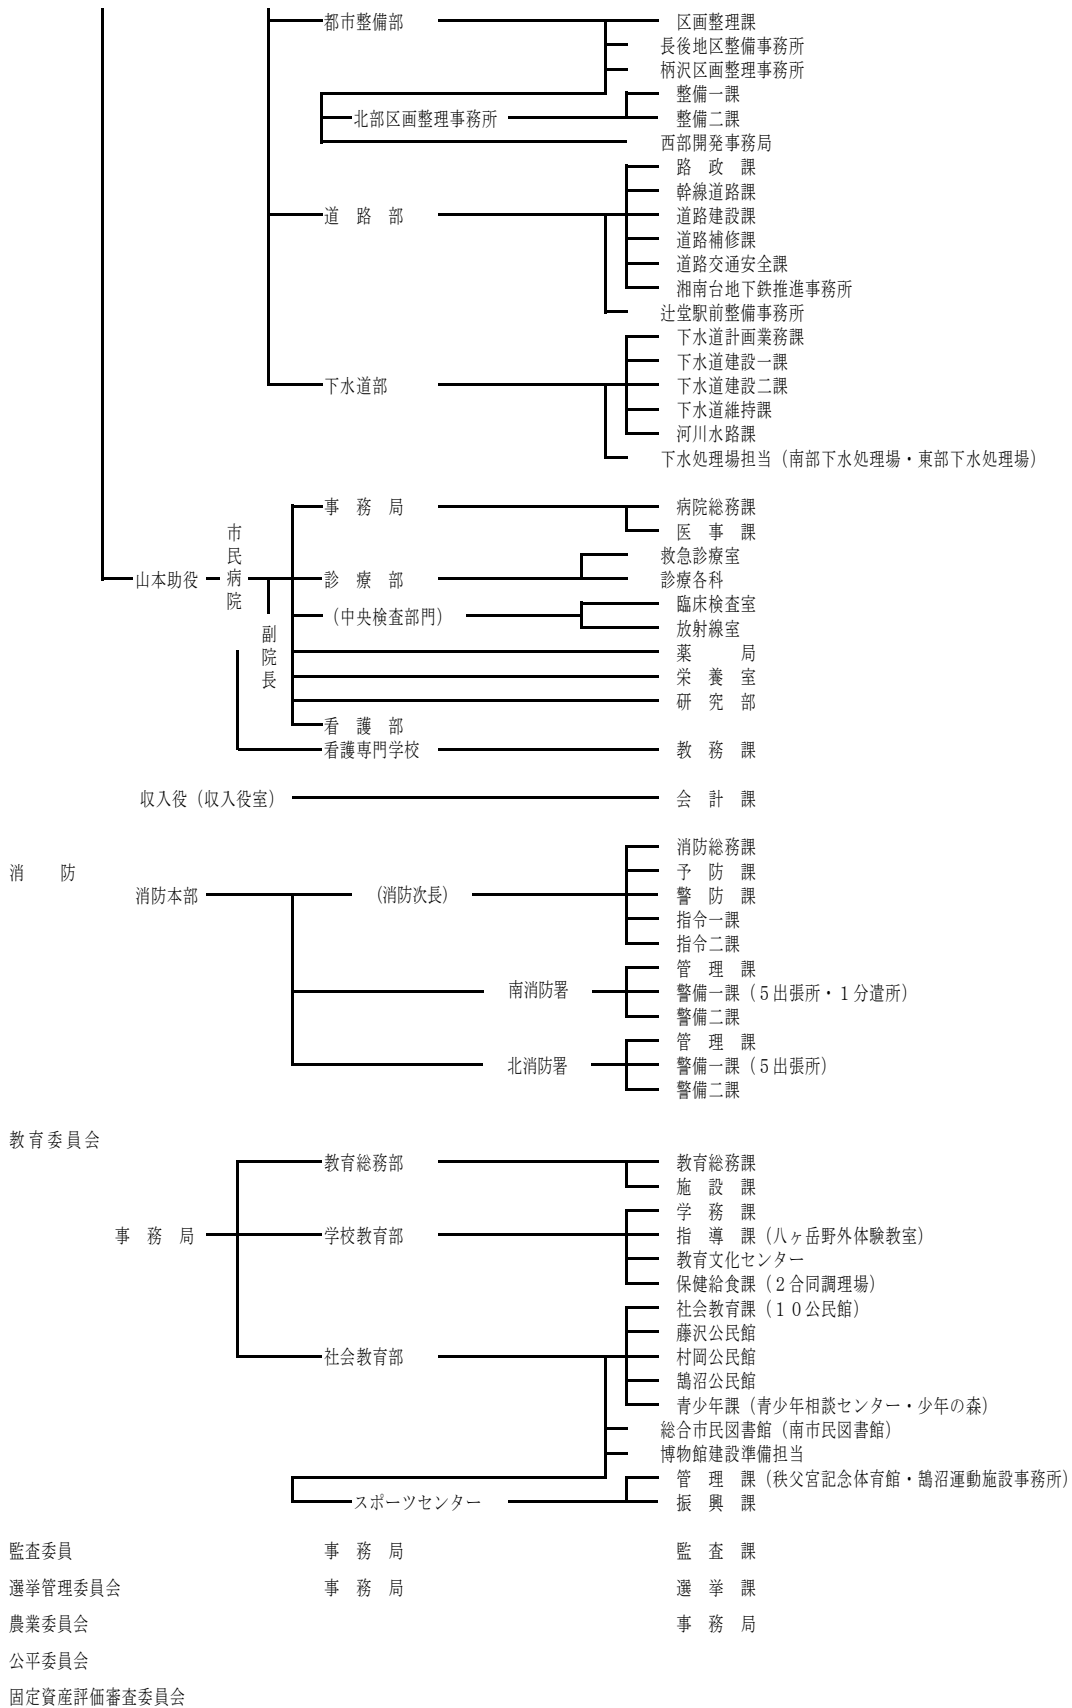 都市整備部 区画整理課
長後地区整備事務所
柄沢区画整理事務所
整備一課
北部区画整理事務所 整備二課
西部開発事務局
路　政　課
幹線道路課
道　路　部 道路建設課
道路補修課
道路交通安全課
湘南台地下鉄推進事務所
辻堂駅前整備事務所
下水道計画業務課
下水道建設一課
下水道部 下水道建設二課
下水道維持課
河川水路課
下水処理場担当（南部下水処理場・東部下水処理場）
事　務　局 病院総務課
医　事　課
救急診療室
山本助役 市民病院 診　療　部 診療各科
臨床検査室
（中央検査部門）
放射線室
副院長
薬　　　局
栄　養　室
研　究　部
看　護　部
看護専門学校 教　務　課
収入役（収入役室） 会　計　課
消防総務課
消　　防 予　防　課
消防本部 （消防次長） 警　防　課
指令一課
指令二課
管　理　課
南消防署 警備一課（５出張所・１分遣所）
警備二課
管　理　課
北消防署 警備一課（５出張所）
警備二課
教育委員会
教育総務部 教育総務課
施　設　課
学　務　課
事　務　局 学校教育部 指　導　課（八ヶ岳野外体験教室）
教育文化センター
保健給食課（２合同調理場）
社会教育課（１０公民館）
藤沢公民館
社会教育部 村岡公民館
鵠沼公民館
青少年課（青少年相談センター・少年の森）
総合市民図書館（南市民図書館）
博物館建設準備担当
管　理　課（秩父宮記念体育館・鵠沼運動施設事務所）
スポーツセンター 振　興　課
監査委員 事　務　局 監　査　課
選挙管理委員会 事　務　局 選　挙　課
農業委員会 事　務　局
公平委員会
固定資産評価審査委員会